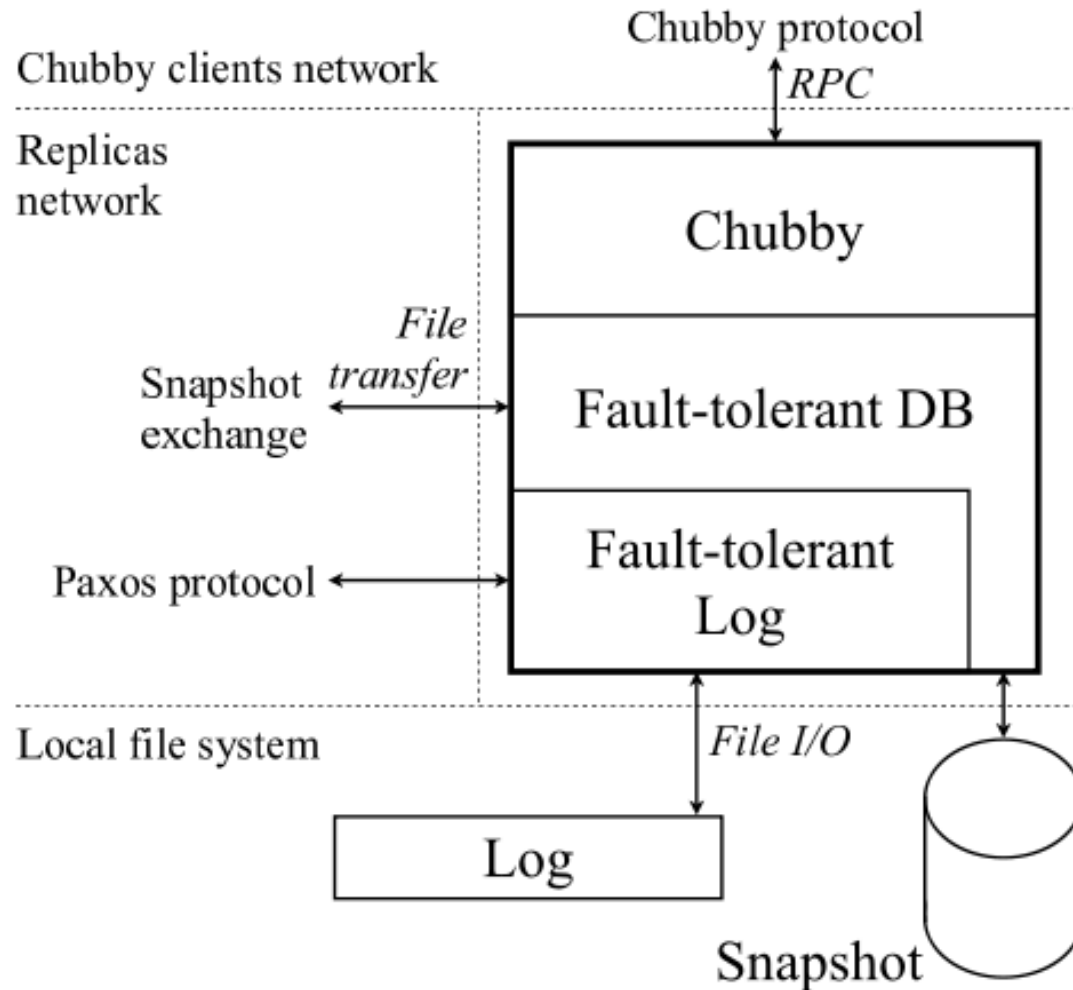 Chubby protocol
Chubby clients network
RPC
Replicas
network
Chubby
File
transfer
Snapshot
exchange
Fault-tolerant DB
Fault-tolerant
Log
Paxos protocol
Local file system
File I/O
Log
Snapshot